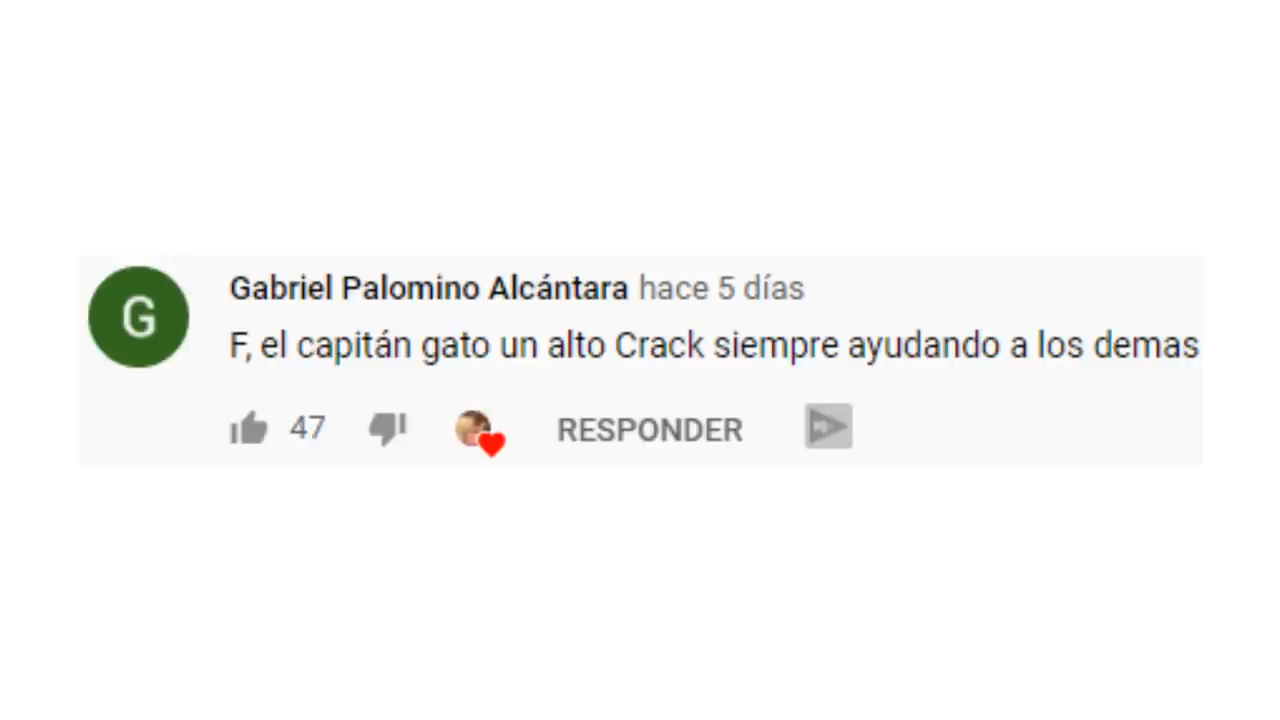 G
Gabriel Palomino Alcántara hace 5 días
F, el capitán gato un alto Crack siempre ayudando a los demas
47
RESPONDER